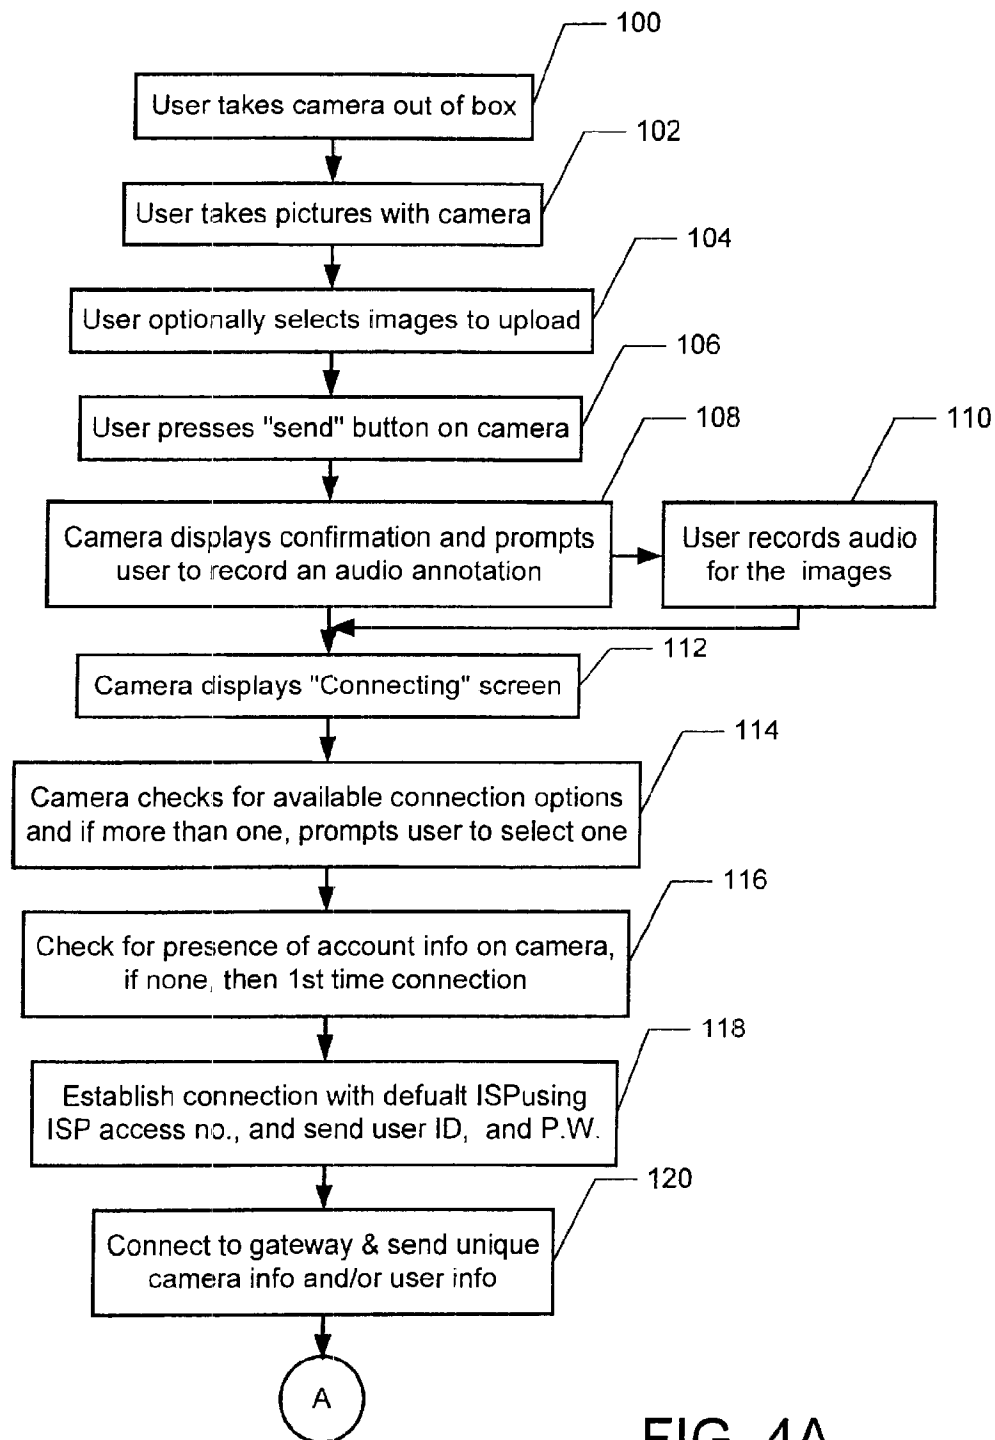 100
User takes camera out of box
102
User takes pictures with camera
104
User optionally selects images to upload
106
User presses "send" button on camera
108
110
Camera displays confirmation and prompts
user to record an audio annotation
User records audio
for the images
112
Camera displays "Connecting" screen
114
Camera checks for available connection options
and if more than one, prompts user to select one
116
Check for presence of account info on camera,
if none, then 1st time connection
118
Establish connection with defualt ISPusing
ISP access no., and send user ID, and P.W.
120
Connect to gateway & send unique
camera info and/or user info
A
FIG. 4A